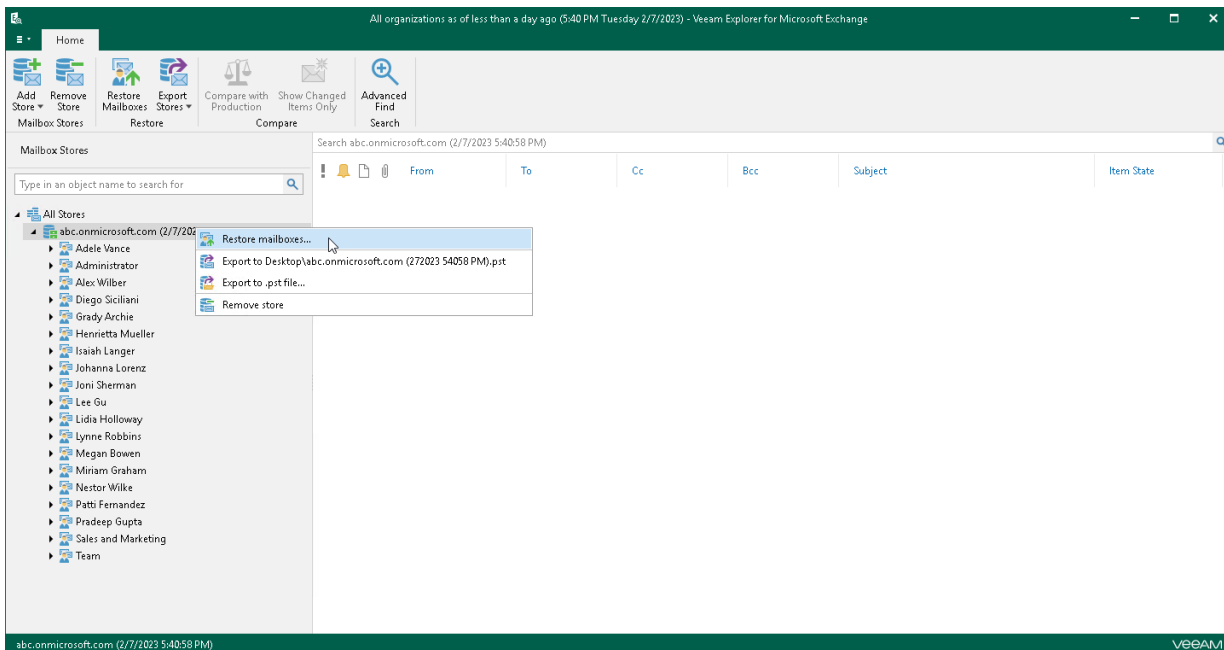 All organizations as of less than a day ago (5:40 PM Tuesday 2/7/2023) - Veeam Explorer for Microsoft Exchange
Home
Add Store
Remove Store
Restore Mailboxes
Export Stores
Compare with Production
Show Changed Items Only
Advanced Find
Mailbox Stores
Restore
Compare
Search
Mailbox Stores
Search abc.onmicrosoft.com (2/7/2023 5:40:58 PM)
Type in an object name to search for
From
To
Cc
Bcc
Subject
Item State
All Stores
abc.onmicrosoft.com (2/7/202
Adele Vance
Administrator
Alex Wilber
Diego Siciliani
Grady Archie
Henrietta Mueller
Isaiah Langer
Johanna Lorenz
Joni Sherman
Lee Gu
Lidia Holloway
Lynne Robbins
Megan Bowen
Miriam Graham
Nestor Wilke
Patti Fernandez
Pradeep Gupta
Sales and Marketing
Team
Restore mailboxes...
Export to Desktop\abc.onmicrosoft.com (272023 54058 PM).pst
Export to .pst file...
Remove store
abc.onmicrosoft.com (2/7/2023 5:40:58 PM)
veeam